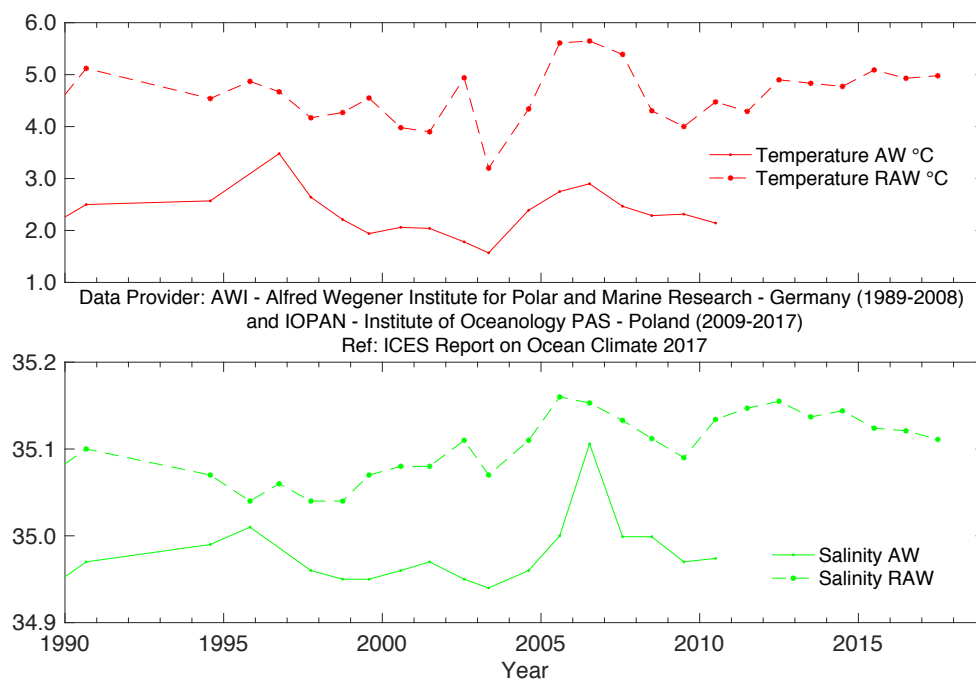 6.0
5.0
4.0
3.0
2.0
1.0
Temperature AW °C
Temperature RAW °C
Data Provider: AWI - Alfred Wegener Institute for Polar and Marine Research - Germany (1989-2008)
and IOPAN - Institute of Oceanology PAS - Poland (2009-2017)
Ref: ICES Report on Ocean Climate 2017
35.2
35.1
35.0
34.9
Salinity AW
Salinity RAW
1990 1995 2000 2005 2010 2015
Year